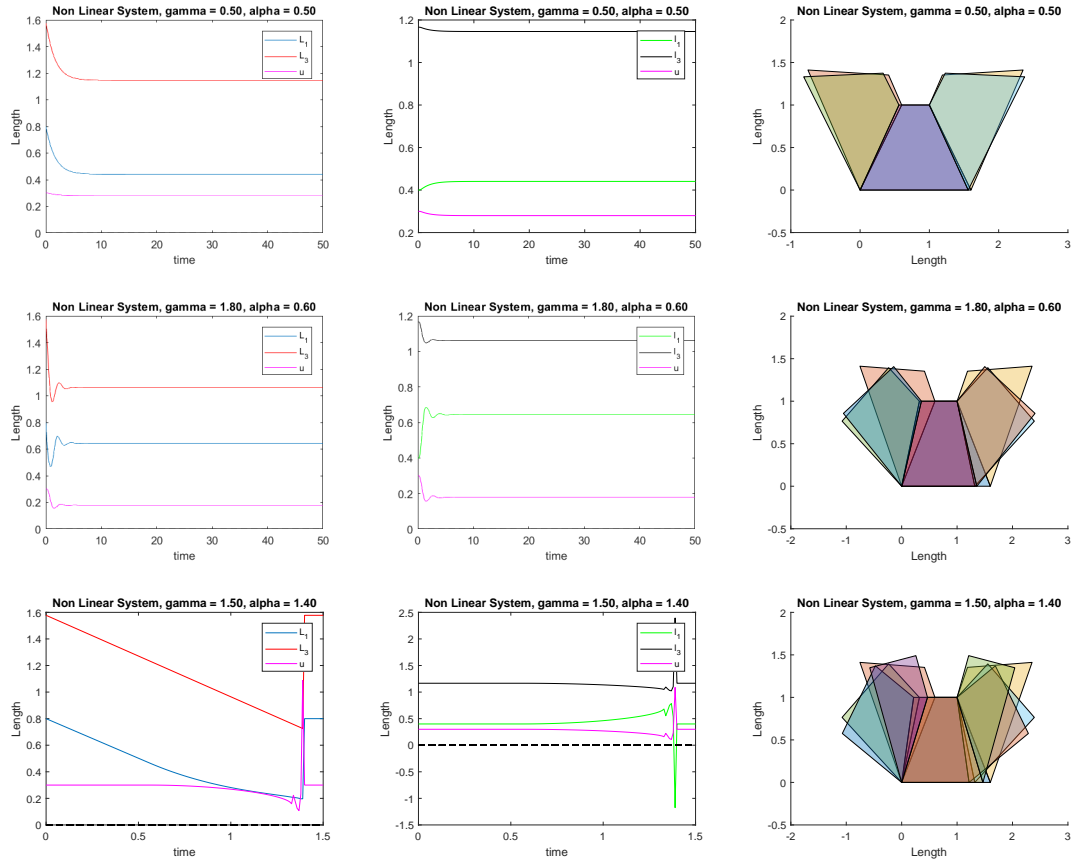 Non Linear System, gamma = 0.50, alpha = 0.50
1.6
1.4
1.2
1
0.8
0.6
0.4
0.2
0
Length
L1
L3
u
0 10 20 30 40 50
time
Non Linear System, gamma = 0.50, alpha = 0.50
1.2
1
0.8
0.6
0.4
0.2
Length
l1
l3
u
0 10 20 30 40 50
time
Non Linear System, gamma = 0.50, alpha = 0.50
2
1.5
1
0.5
0
-0.5
Length
-1 0 1 2 3
Length
Non Linear System, gamma = 1.80, alpha = 0.60
1.6
1.4
1.2
1
0.8
0.6
0.4
0.2
0
Length
L1
L3
u
0 10 20 30 40 50
time
Non Linear System, gamma = 1.80, alpha = 0.60
1.2
1
0.8
0.6
0.4
0.2
0
Length
l1
l3
u
0 10 20 30 40 50
time
Non Linear System, gamma = 1.80, alpha = 0.60
2
1.5
1
0.5
0
-0.5
Length
-2 -1 0 1 2 3
Length
Non Linear System, gamma = 1.50, alpha = 1.40
1.6
1.4
1.2
1
0.8
0.6
0.4
0.2
0
Length
L1
L3
u
0 0.5 1 1.5
time
Non Linear System, gamma = 1.50, alpha = 1.40
2.5
2
1.5
1
0.5
0
-0.5
-1
-1.5
Length
l1
l3
u
0 0.5 1 1.5
time
Non Linear System, gamma = 1.50, alpha = 1.40
2
1.5
1
0.5
0
-0.5
Length
-2 -1 0 1 2 3
Length